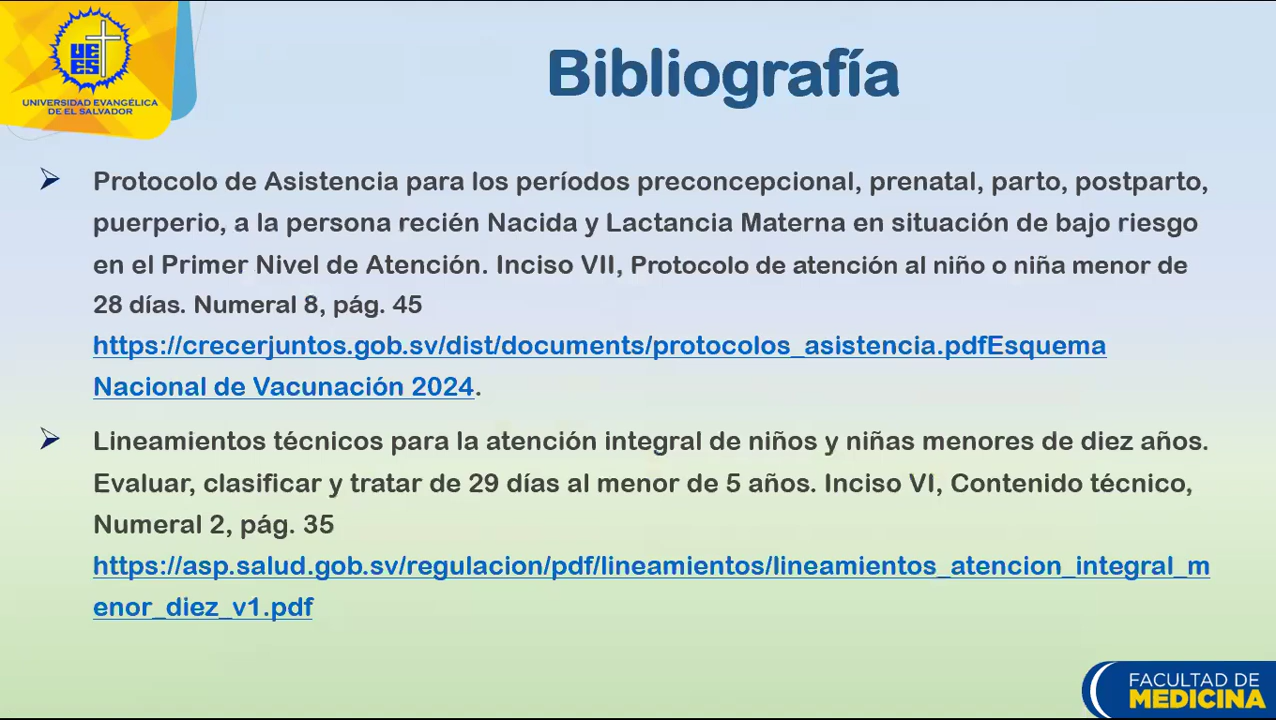 UE
ES
UNIVERSIDAD EVANGÉLICA
DE EL SALVADOR
Bibliografía
Protocolo de Asistencia para los períodos preconcepcional, prenatal, parto, postparto,
puerperio, a la persona recién Nacida y Lactancia Materna en situación de bajo riesgo
en el Primer Nivel de Atención. Inciso VII, Protocolo de atención al niño o niña menor de
28 días. Numeral 8, pág. 45
https://crecerjuntos.gob.sv/dist/documents/protocolos_asistencia.pdfEsquema
Nacional de Vacunación 2024.
Lineamientos técnicos para la atención integral de niños y niñas menores de diez años.
Evaluar, clasificar y tratar de 29 días al menor de 5 años. Inciso VI, Contenido técnico,
Numeral 2, pág. 35
https://asp.salud.gob.sv/regulacion/pdf/lineamientos/lineamientos_atencion_integral_m
enor_diez_v1.pdf
FACULTAD DE
MEDICINA